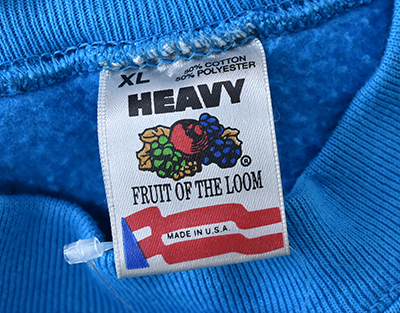 XL
50% COTTON
50% POLYESTER
HEAVY
®
FRUIT OF THE LOOM
MADE IN U.S.A.